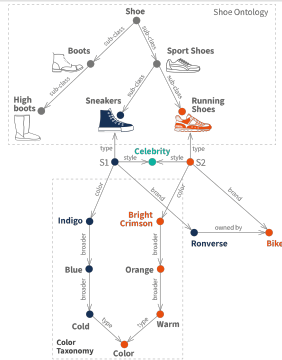 Shoe
Shoe Ontology
sub-class
sub-class
Boots
Sport Shoes
sub-class
sub-class
sub-class
High
boots
Sneakers
Running
Shoes
type
type
Celebrity
S1
style
style
S2
color
brand
color
brand
Indigo
Bright
Crimson
owned by
Ronverse
Bike
broader
broader
Blue
Orange
broader
broader
Cold
Warm
type
type
Color
Taxonomy
Color